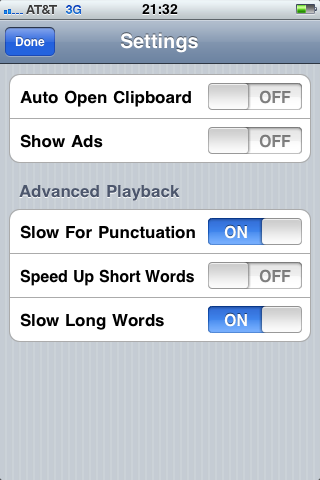 AT&T 3G 21:32
Done Settings
Auto Open Clipboard OFF
Show Ads OFF
Advanced Playback
Slow For Punctuation ON
Speed Up Short Words OFF
Slow Long Words ON